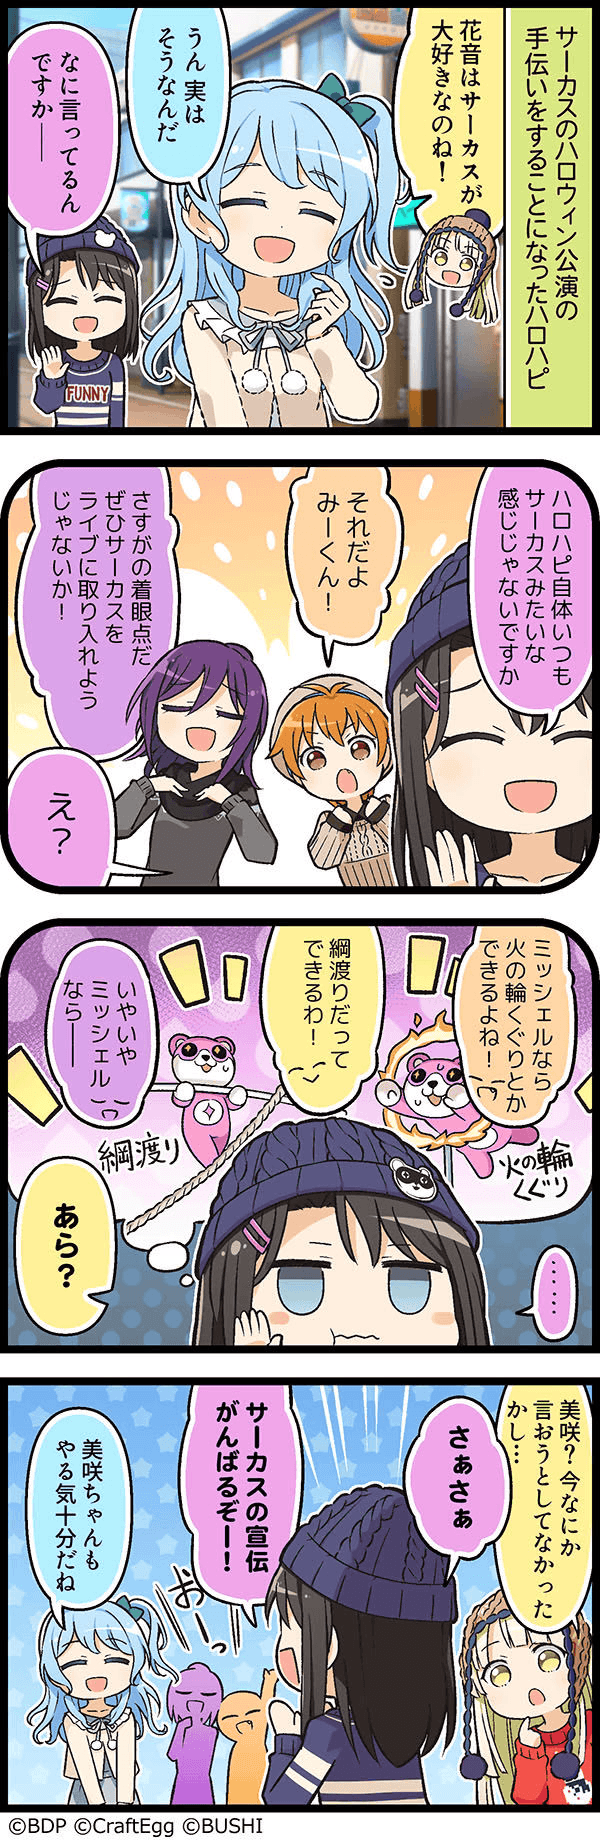 サーカスのハロウィン公演の
手伝いをすることになったハロハピ
花音はサーカスが
大好きなのね!
うん 実は
そうなんだ
なに言ってるん
ですか──
FUNNY
ハロハピ自体いつも
サーカスみたいな
感じじゃないですか
それだよ
みーくん!
さすがの着眼点だ
ぜひサーカスを
ライブに取り入れよう
じゃないか!
え?
ミッシェルなら
火の輪くぐりとか
できるよね!
綱渡りだって
できるわ!
いやいや
ミッシェル
なら──
火の輪
くぐり
綱渡り
……
あら?
美咲?今なにか
言おうとしてなかった
かし…
さぁさぁ
サーカスの宣伝
がんばるぞー!
おーっ
美咲ちゃんも
やる気十分だね
©BDP ©CraftEgg ©BUSHI